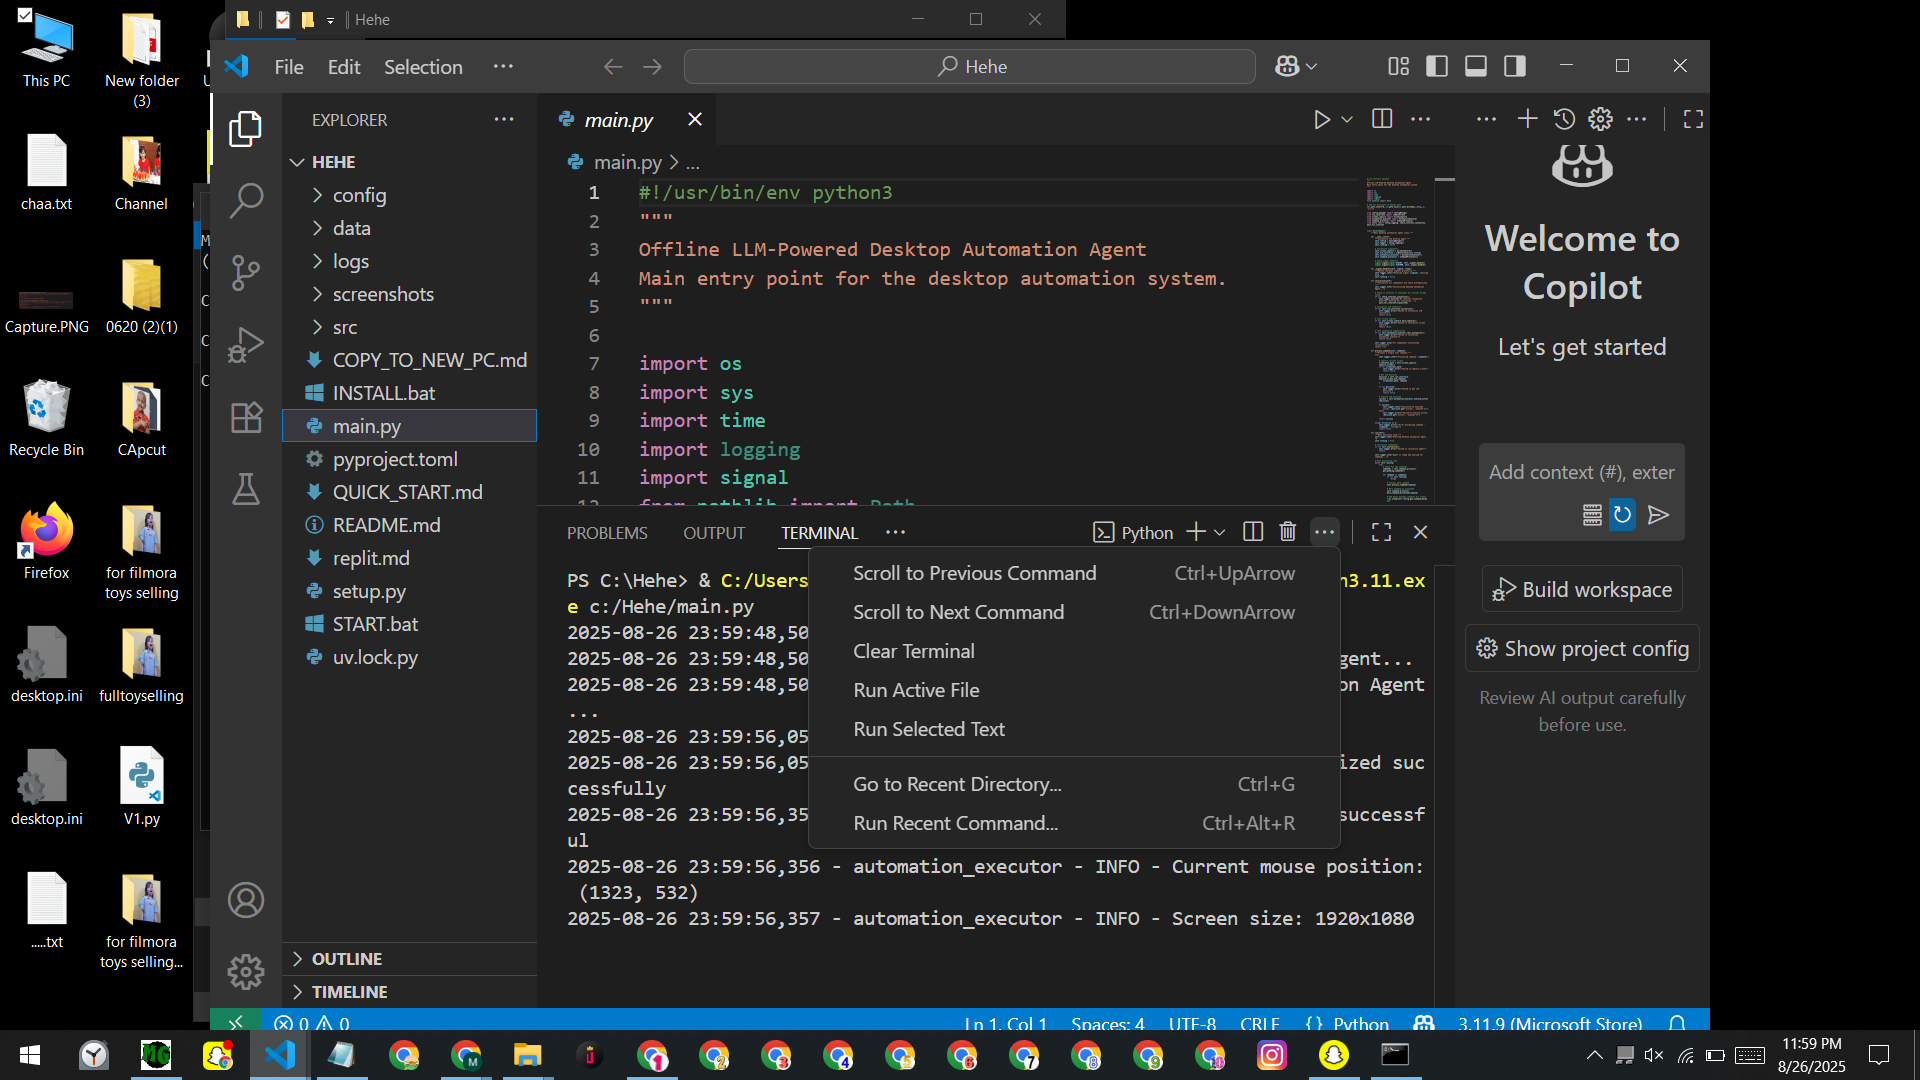 Hehe
File Edit Selection ...
Hehe
This PC
New folder (3)
chaa.txt
Channel
Capture.PNG
0620 (2)(1)
Recycle Bin
CApcut
Firefox
for filmora toys selling
desktop.ini
fulltoyselling
desktop.ini
V1.py
.....txt
for filmora toys selling...
EXPLORER
HEHE
config
data
logs
screenshots
src
COPY_TO_NEW_PC.md
INSTALL.bat
main.py
pyproject.toml
QUICK_START.md
README.md
replit.md
setup.py
START.bat
uv.lock.py
OUTLINE
TIMELINE
main.py
main.py > ...
1 #!/usr/bin/env python3
2 """
3 Offline LLM-Powered Desktop Automation Agent
4 Main entry point for the desktop automation system.
5 """
6
7 import os
8 import sys
9 import time
10 import logging
11 import signal
12 from pathlib import Path
PROBLEMS OUTPUT TERMINAL ... Python
PS C:\Hehe> & C:/Users n3.11.ex
e c:/Hehe/main.py
2025-08-26 23:59:48,50
2025-08-26 23:59:48,50 gent...
2025-08-26 23:59:48,50 on Agent
...
2025-08-26 23:59:56,05
2025-08-26 23:59:56,05 ized suc
cessfully
2025-08-26 23:59:56,35 successf
ul
2025-08-26 23:59:56,356 - automation_executor - INFO - Current mouse position:
(1323, 532)
2025-08-26 23:59:56,357 - automation_executor - INFO - Screen size: 1920x1080
Scroll to Previous Command Ctrl+UpArrow
Scroll to Next Command Ctrl+DownArrow
Clear Terminal
Run Active File
Run Selected Text
Go to Recent Directory... Ctrl+G
Run Recent Command... Ctrl+Alt+R
Welcome to
Copilot
Let's get started
Add context (#), exter
Build workspace
Show project config
Review AI output carefully
before use.
0 0 Ln 1, Col 1 Spaces: 4 UTF-8 CRLF {} Python 3.11.9 (Microsoft Store)
11:59 PM
8/26/2025